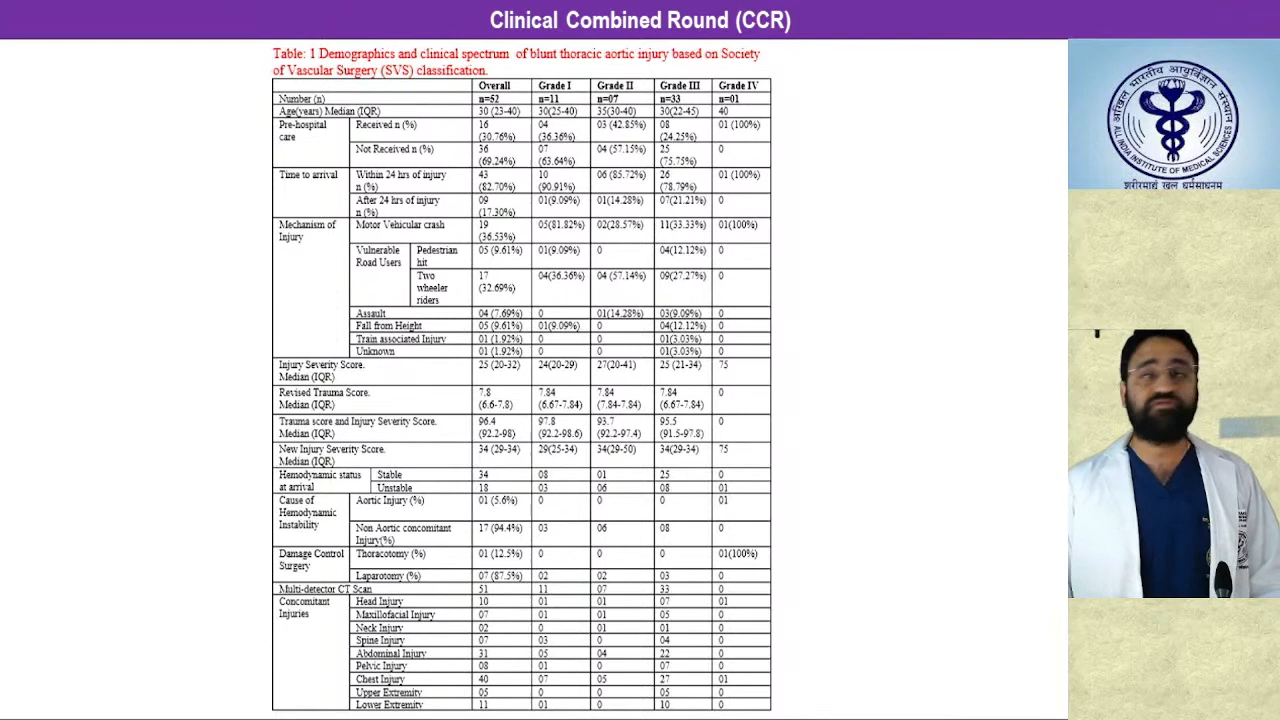 Clinical Combined Round (CCR)
Table: 1 Demographics and clinical spectrum of blunt thoracic aortic injury based on Society
of Vascular Surgery (SVS) classification.
Overall Grade I Grade II Grade III Grade IV
Number (n) n=52 n=11 n=07 n=33 n=01
Age(years) Median (IQR) 30 (23-40) 30(25-40) 35(30-40) 30(22-45) 40
Pre-hospital care Received n (%) 16 (30.76%) 04 (36.36%) 03 (42.85%) 08 (24.25%) 01 (100%)
Not Received n (%) 36 (69.24%) 07 (63.64%) 04 (57.15%) 25 (75.75%) 0
Time to arrival Within 24 hrs of injury n (%) 43 (82.70%) 10 (90.91%) 06 (85.72%) 26 (78.79%) 01 (100%)
After 24 hrs of injury n (%) 09 (17.30%) 01(9.09%) 01(14.28%) 07(21.21%) 0
Mechanism of Injury Motor Vehicular crash 19 (36.53%) 05(81.82%) 02(28.57%) 11(33.33%) 01(100%)
Vulnerable Road Users Pedestrian hit 05 (9.61%) 01(9.09%) 0 04(12.12%) 0
Two wheeler riders 17 (32.69%) 04(36.36%) 04 (57.14%) 09(27.27%) 0
Assault 04 (7.69%) 0 01(14.28%) 03(9.09%) 0
Fall from Height 05 (9.61%) 01(9.09%) 0 04(12.12%) 0
Train associated Injury 01 (1.92%) 0 0 01(3.03%) 0
Unknown 01 (1.92%) 0 0 01(3.03%) 0
Injury Severity Score. Median (IQR) 25 (20-32) 24(20-29) 27(20-41) 25 (21-34) 75
Revised Trauma Score. Median (IQR) 7.8 (6.6-7.8) 7.84 (6.67-7.84) 7.84 (7.84-7.84) 7.84 (6.67-7.84) 0
Trauma score and Injury Severity Score. Median (IQR) 96.4 (92.2-98) 97.8 (92.2-98.6) 93.7 (92.2-97.4) 95.5 (91.5-97.8) 0
New Injury Severity Score. Median (IQR) 34 (29-34) 29(25-34) 34(29-50) 34(29-34) 75
Hemodynamic status at arrival Stable 34 08 01 25 0
Unstable 18 03 06 08 01
Cause of Hemodynamic Instability Aortic Injury (%) 01 (5.6%) 0 0 0 01
Non Aortic concomitant Injury(%) 17 (94.4%) 03 06 08 0
Damage Control Surgery Thoracotomy (%) 01 (12.5%) 0 0 0 01(100%)
Laparotomy (%) 07 (87.5%) 02 02 03 0
Multi-detector CT Scan 51 11 07 33 0
Concomitant Injuries Head Injury 10 01 01 07 01
Maxillofacial Injury 07 01 01 05 0
Neck Injury 02 0 01 01 0
Spine Injury 07 03 0 04 0
Abdominal Injury 31 05 04 22 0
Pelvic Injury 08 01 0 07 0
Chest Injury 40 07 05 27 01
Upper Extremity 05 0 0 05 0
Lower Extremity 11 01 0 10 0
अखिल भारतीय आयुर्विज्ञान संस्थान
ALL INDIA INSTITUTE OF MEDICAL SCIENCES
शरीरमाद्यं खलु धर्मसाधनम्